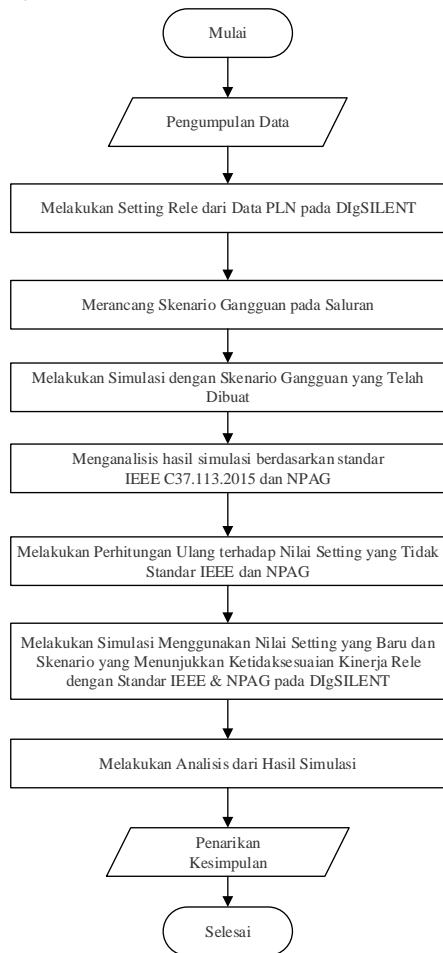 Mulai
Pengumpulan Data
Melakukan Setting Rele dari Data PLN pada DIgSILENT
Merancang Skenario Gangguan pada Saluran
Melakukan Simulasi dengan Skenario Gangguan yang Telah
Dibuat
Menganalisis hasil simulasi berdasarkan standar
IEEE C37.113.2015 dan NPAG
Melakukan Perhitungan Ulang terhadap Nilai Setting yang Tidak
Standar IEEE dan NPAG
Melakukan Simulasi Menggunakan Nilai Setting yang Baru dan
Skenario yang Menunjukkan Ketidaksesuaian Kinerja Rele
dengan Standar IEEE & NPAG pada DIgSILENT
Melakukan Analisis dari Hasil Simulasi
Penarikan
Kesimpulan
Selesai